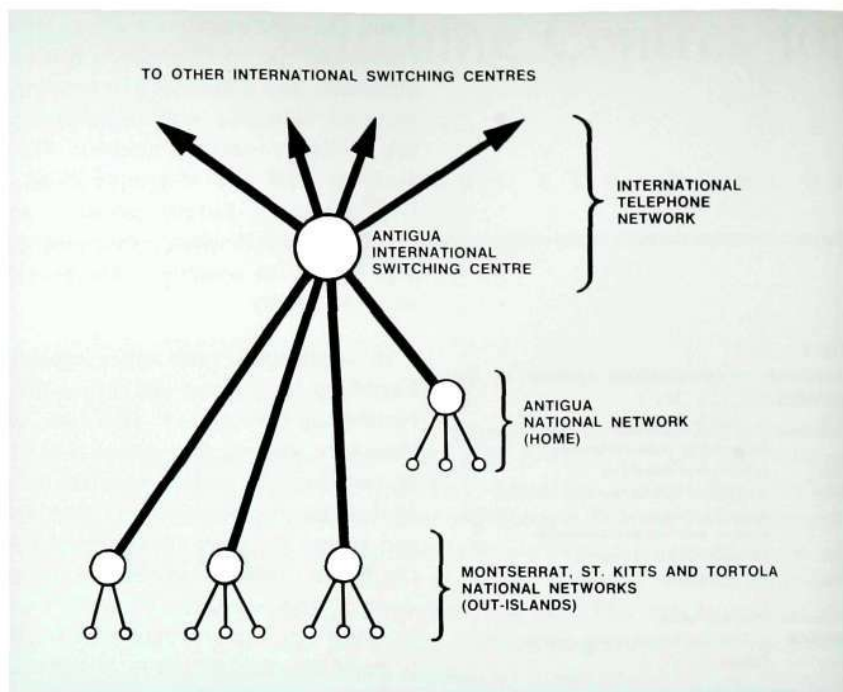 TO OTHER INTERNATIONAL SWITCHING CENTRES
INTERNATIONAL
TELEPHONE
NETWORK
ANTIGUA
INTERNATIONAL
SWITCHING CENTRE
ANTIGUA
NATIONAL NETWORK
(HOME)
MONTSERRAT, ST. KITTS AND TORTOLA
NATIONAL NETWORKS
(OUT-ISLANDS)